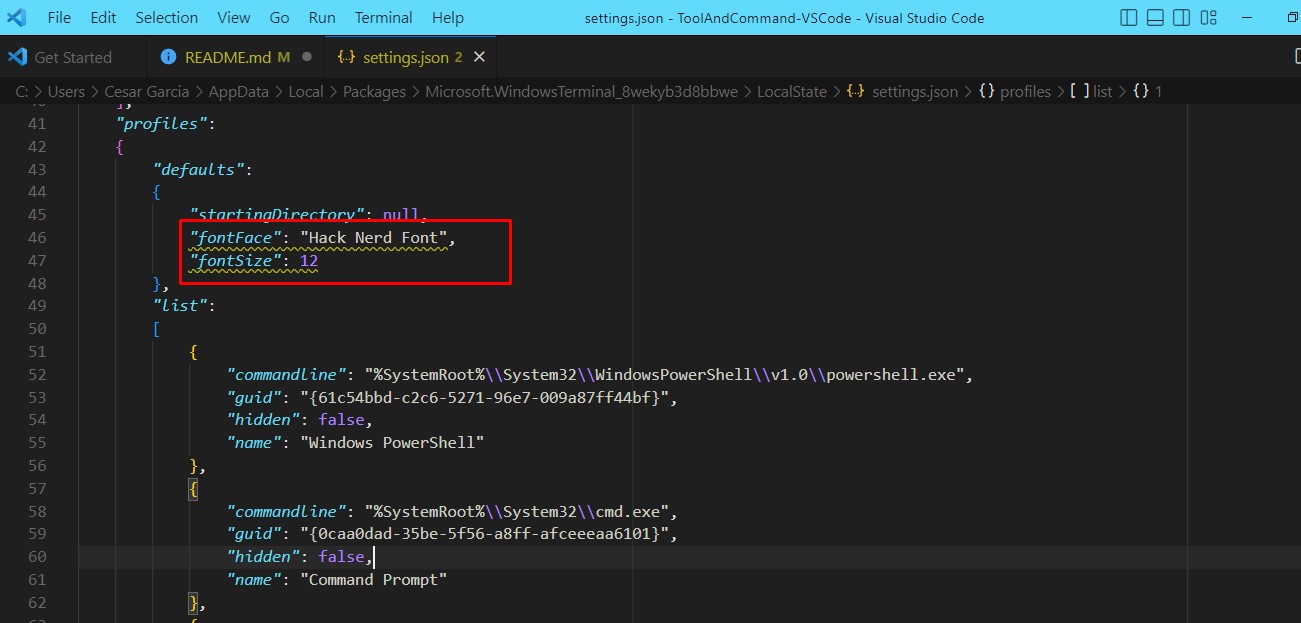 File Edit Selection View Go Run Terminal Help settings.json - ToolAndCommand-VSCode - Visual Studio Code
Get Started README.md M settings.json 2
C: > Users > Cesar Garcia > AppData > Local > Packages > Microsoft.WindowsTerminal_8wekyb3d8bbwe > LocalState > {..} settings.json > {} profiles > [ ] list > {} 1
],
41 "profiles":
42 {
43 "defaults":
44 {
45 "startingDirectory": null,
46 "fontFace": "Hack Nerd Font",
47 "fontSize": 12
48 },
49 "list":
50 [
51 {
52 "commandline": "%SystemRoot%\\System32\\WindowsPowerShell\\v1.0\\powershell.exe",
53 "guid": "{61c54bbd-c2c6-5271-96e7-009a87ff44bf}",
54 "hidden": false,
55 "name": "Windows PowerShell"
56 },
57 {
58 "commandline": "%SystemRoot%\\System32\\cmd.exe",
59 "guid": "{0caa0dad-35be-5f56-a8ff-afceeeaa6101}",
60 "hidden": false,
61 "name": "Command Prompt"
62 },